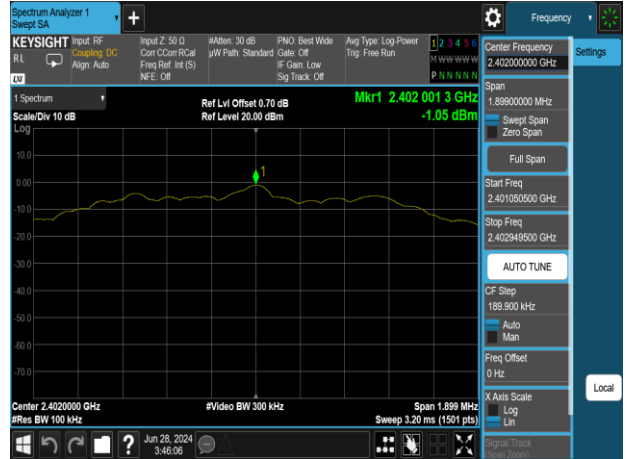 Spectrum Analyzer 1
Swept SA
Frequency
KEYSIGHT
RL
Input: RF
Coupling: DC
Align: Auto
Input Z: 50 Ω
Corr CCorr RCal
Freq Ref: Int (S)
NFE: Off
#Atten: 30 dB
µW Path: Standard
PNO: Best Wide
Gate: Off
IF Gain: Low
Sig Track: Off
Avg Type: Log-Power
Trig: Free Run
1 2 3 4 5 6
M W W W W W
P N N N N N
1 Spectrum
Scale/Div 10 dB
Log
Ref Lvl Offset 0.70 dB
Ref Level 20.00 dBm
Mkr1 2.402 001 3 GHz
-1.05 dBm
10.0
0.00
-10.0
-20.0
-30.0
-40.0
-50.0
-60.0
-70.0
1
Center 2.4020000 GHz
#Res BW 100 kHz
#Video BW 300 kHz
Span 1.899 MHz
Sweep 3.20 ms (1501 pts)
Jun 28, 2024
3:46:06
Center Frequency
2.402000000 GHz
Span
1.89900000 MHz
Swept Span
Zero Span
Full Span
Start Freq
2.401050500 GHz
Stop Freq
2.402949500 GHz
AUTO TUNE
CF Step
189.900 kHz
Auto
Man
Freq Offset
0 Hz
X Axis Scale
Log
Lin
Signal Track
(Span Zoom)
Settings
Local